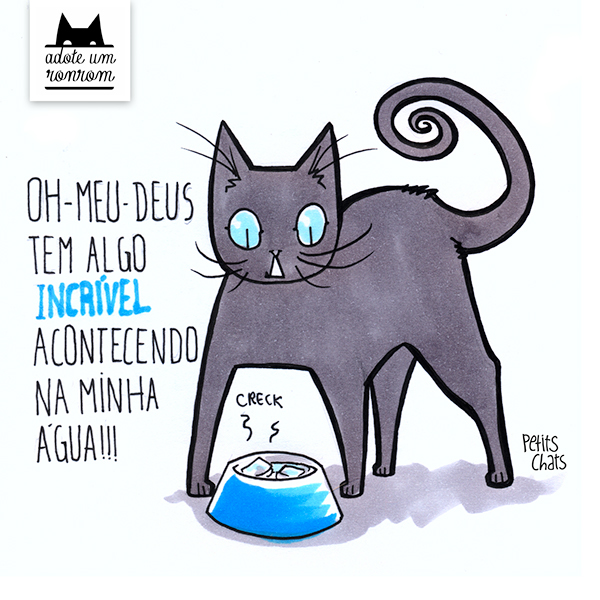 adote um
ronrom
OH-MEU-DEUS
TEM ALGO
INCRÍVEL
ACONTECENDO
NA MINHA
ÁGUA!!!
CRECK
Petits
Chats